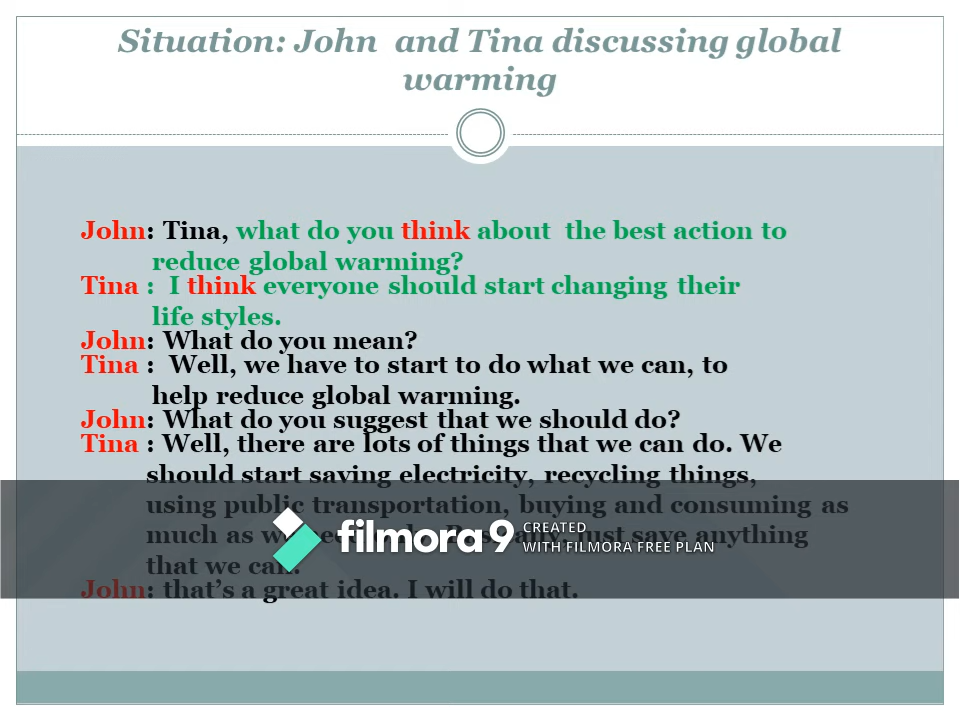 Situation: John and Tina discussing global
warming
John: Tina, what do you think about the best action to
reduce global warming?
Tina : I think everyone should start changing their
life styles.
John: What do you mean?
Tina : Well, we have to start to do what we can, to
help reduce global warming.
John: What do you suggest that we should do?
Tina : Well, there are lots of things that we can do. We
should start saving electricity, recycling things,
using public transportation, buying and consuming as
much as we just save anything
that we can.
John: that's a great idea. I will do that.
filmora 9 CREATED
WITH FILMORA FREE PLAN